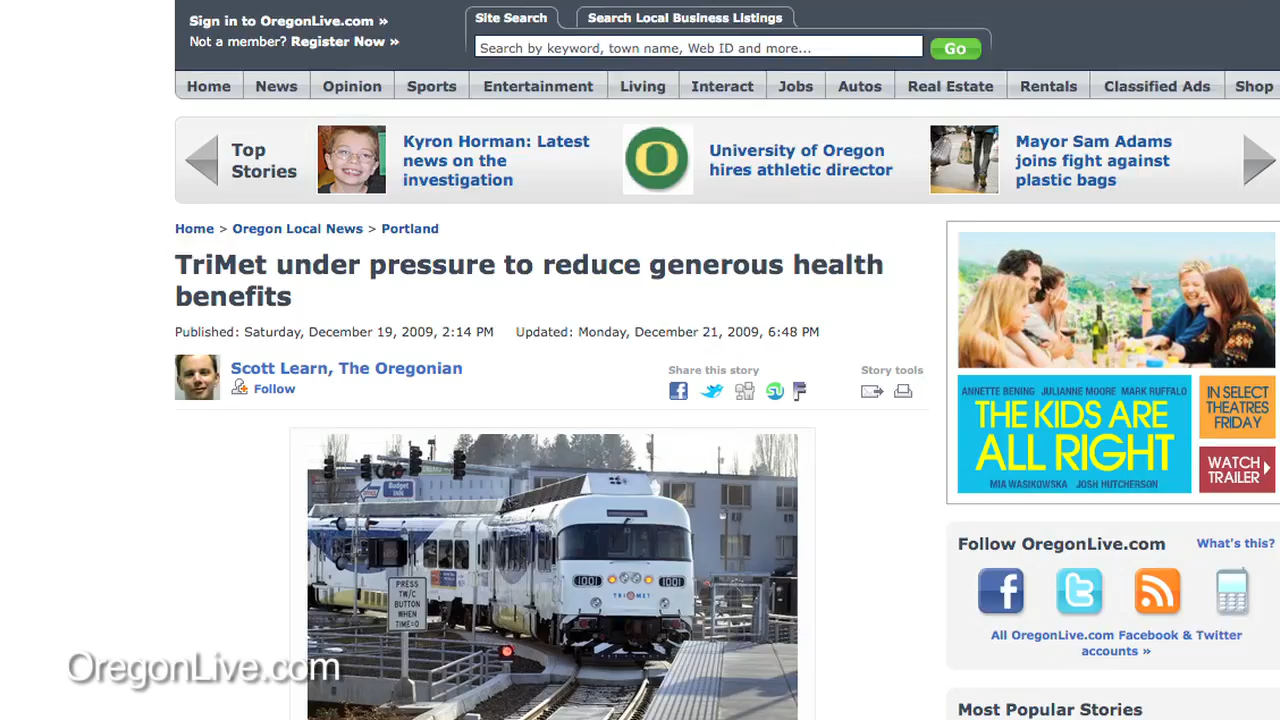 Sign in to OregonLive.com »
Not a member? Register Now »
Site Search
Search Local Business Listings
Search by keyword, town name, Web ID and more...
Go
Home
News
Opinion
Sports
Entertainment
Living
Interact
Jobs
Autos
Real Estate
Rentals
Classified Ads
Shop
Top
Stories
Kyron Horman: Latest
news on the
investigation
O
University of Oregon
hires athletic director
Mayor Sam Adams
joins fight against
plastic bags
Home > Oregon Local News > Portland
TriMet under pressure to reduce generous health
benefits
Published: Saturday, December 19, 2009, 2:14 PM Updated: Monday, December 21, 2009, 6:48 PM
Scott Learn, The Oregonian
Follow
Share this story
Story tools
Budget
Inn
1001
1001
TRIMET
PRESS
TW/C
BUTTON
WHEN
TIME=0
OregonLive.com
ANNETTE BENING JULIANNE MOORE MARK RUFFALO
THE KIDS ARE
ALL RIGHT
MIA WASIKOWSKA JOSH HUTCHERSON
IN SELECT
THEATRES
FRIDAY
WATCH
TRAILER
Follow OregonLive.com
What's this?
All OregonLive.com Facebook & Twitter
accounts »
Most Popular Stories